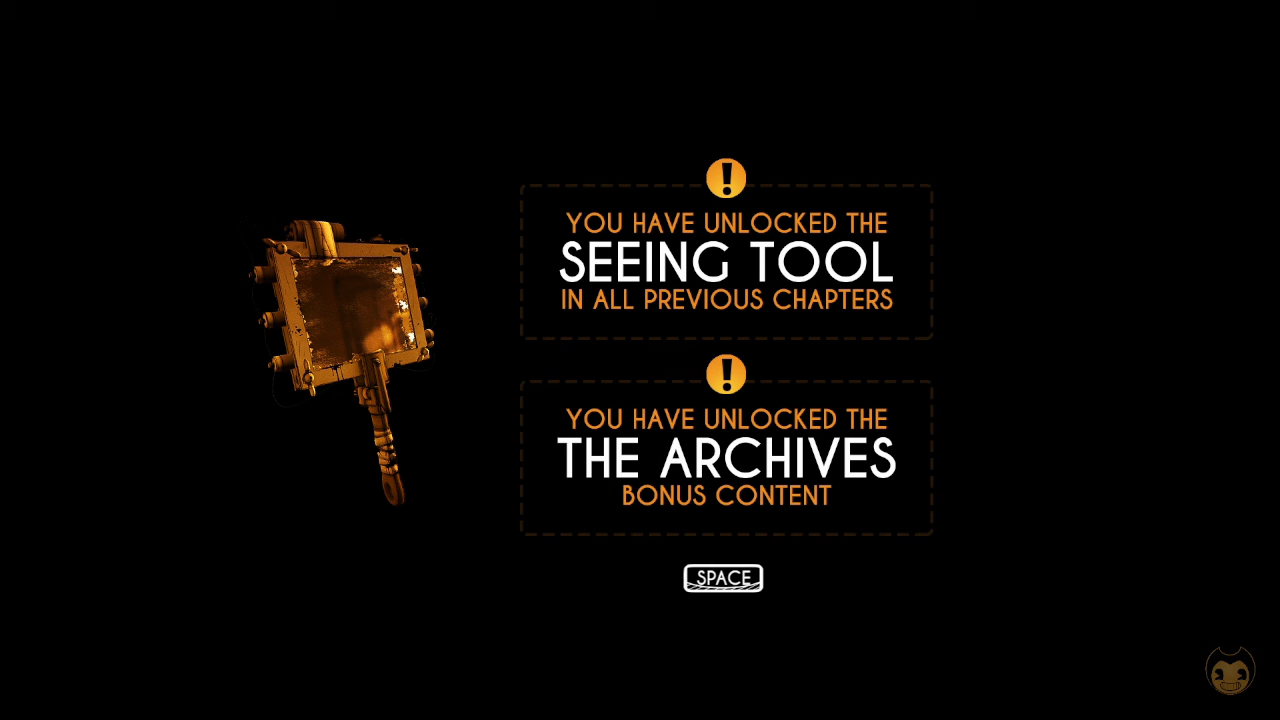 YOU HAVE UNLOCKED THE
SEEING TOOL
IN ALL PREVIOUS CHAPTERS
YOU HAVE UNLOCKED THE
THE ARCHIVES
BONUS CONTENT
SPACE